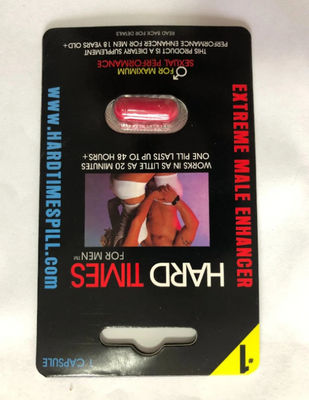 #1
1 CAPSULE
EXTREME MALE ENHANCER
HARD TIMES
FOR MEN™
WORKS IN AS LITTLE AS 20 MINUTES
ONE PILL LASTS UP TO 48 HOURS+
FOR MAXIMUM
SEXUAL PERFORMANCE
THIS PRODUCT IS A DIETARY SUPPLEMENT
PERFORMANCE ENHANCER FOR MEN 18 YEARS OLD+
READ BACK FOR DETAILS
WWW.HARDTIMESPILL.com